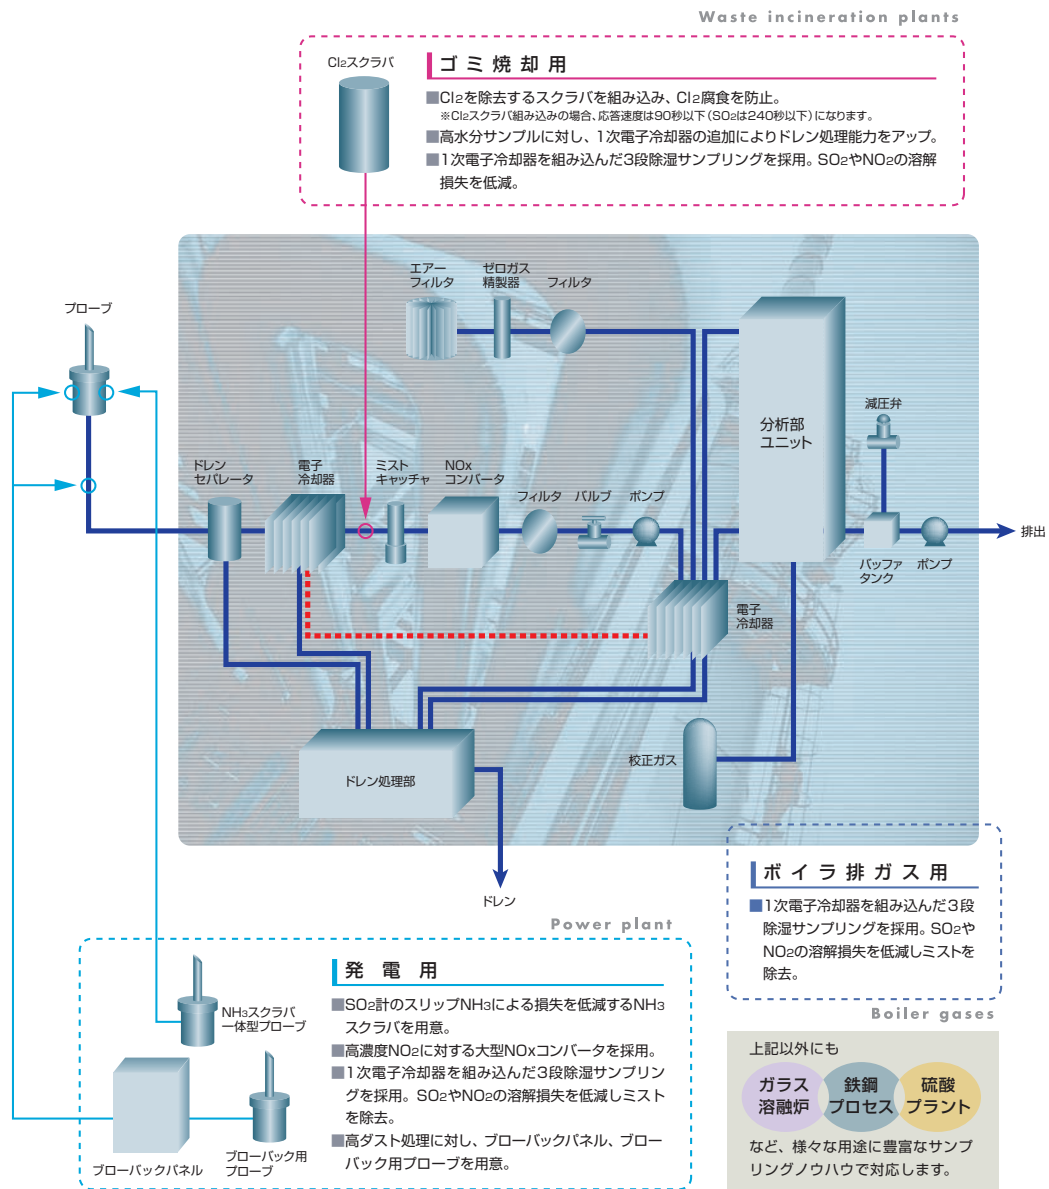 Waste incineration plants
Cl2スクラバ
ゴミ焼却用
■Cl2を除去するスクラバを組み込み、Cl2腐食を防止。
※Cl2スクラバ組み込みの場合、応答速度は90秒以下(SO2は240秒以下)になります。
■高水分サンプルに対し、1次電子冷却器の追加によりドレン処理能力をアップ。
■1次電子冷却器を組み込んだ3段除湿サンプリングを採用。SO2やNO2の溶解
損失を低減。
エアー
フィルタ
ゼロガス
精製器
フィルタ
プローブ
減圧弁
分析部
ユニット
ドレン
セパレータ
電子
冷却器
ミスト
キャッチャ
NOx
コンバータ
フィルタ
バルブ
ポンプ
排出
バッファ
タンク
ポンプ
電子
冷却器
校正ガス
ドレン処理部
ドレン
ボイラ排ガス用
■1次電子冷却器を組み込んだ3段
除湿サンプリングを採用。SO2や
NO2の溶解損失を低減しミストを
除去。
Boiler gases
Power plant
発電用
■SO2計のスリップNH3による損失を低減するNH3
スクラバを用意。
■高濃度NO2に対する大型NOxコンバータを採用。
■1次電子冷却器を組み込んだ3段除湿サンプリン
グを採用。SO2やNO2の溶解損失を低減しミスト
を除去。
■高ダスト処理に対し、ブローバックパネル、ブロー
バック用プローブを用意。
NH3スクラバ
一体型プローブ
ブローバックパネル
ブローバック用
プローブ
上記以外にも
ガラス
溶融炉
鉄鋼
プロセス
硫酸
プラント
など、様々な用途に豊富なサンプ
リングノウハウで対応します。